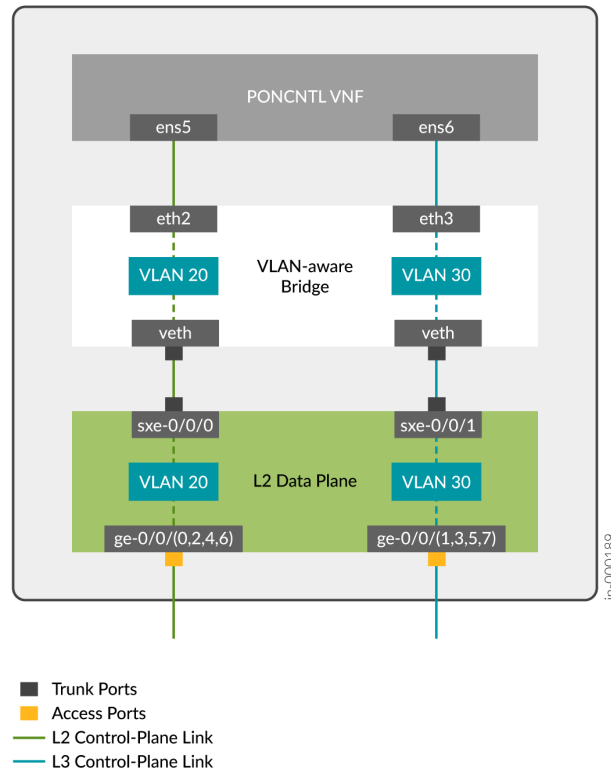 PONCNTL VNF
ens5
ens6
eth2
eth3
VLAN 20
VLAN-aware
Bridge
VLAN 30
veth
veth
sxe-0/0/0
sxe-0/0/1
VLAN 20
L2 Data Plane
VLAN 30
ge-0/0/(0,2,4,6)
ge-0/0/(1,3,5,7)
jn-000189
Trunk Ports
Access Ports
L2 Control-Plane Link
L3 Control-Plane Link